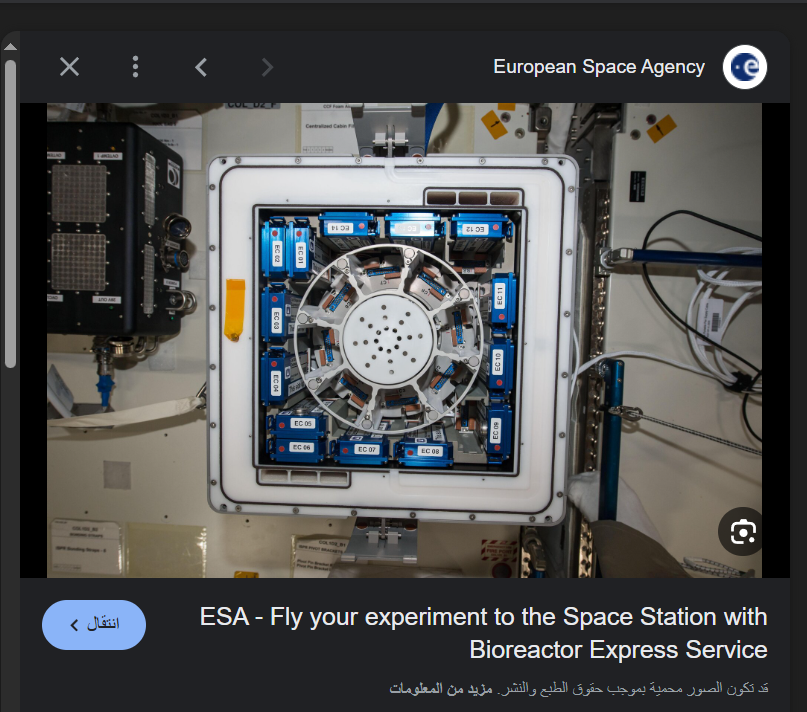 European Space Agency
COL_D2_F
Centralized Cabin Fil
EC 14
EC 12
EC 02
EC 01
EC 11
EC 03
EC 10
EC 04
EC 05
EC 09
EC 06
EC 07
EC 08
ESA - Fly your experiment to the Space Station with
Bioreactor Express Service
انتقال
قد تكون الصور محمية بموجب حقوق الطبع والنشر. مزيد من المعلومات